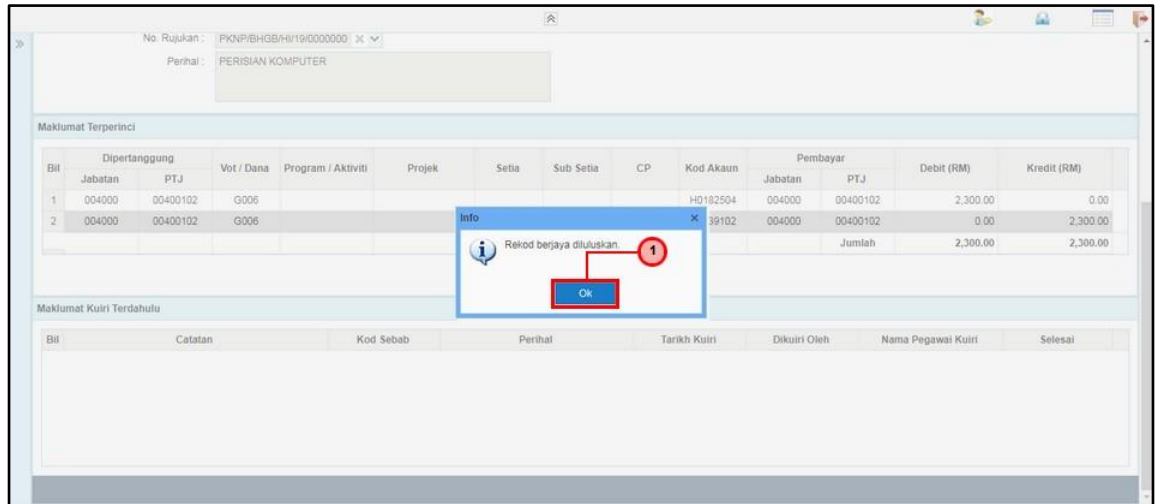 No. Rujukan : PKNP/BHGB/HI/19/0000000
Perihal : PERISIAN KOMPUTER
Maklumat Terperinci
Bil Dipertanggung Vot / Dana Program / Aktiviti Projek Setia Sub Setia CP Kod Akaun Pembayar Debit (RM) Kredit (RM)
Jabatan PTJ Jabatan PTJ
1 004000 00400102 G006 H0182504 004000 00400102 2,300.00 0.00
2 004000 00400102 G006 39102 004000 00400102 0.00 2,300.00
Jumlah 2,300.00 2,300.00
Info
Rekod berjaya diluluskan.
1
Ok
Maklumat Kuiri Terdahulu
Bil Catatan Kod Sebab Perihal Tarikh Kuiri Dikuiri Oleh Nama Pegawai Kuiri Selesai